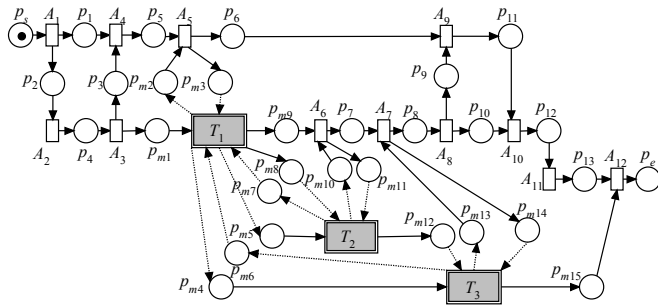 p_s A_1 p_1 A_4 p_5 A_5 p_6 A_9 p_11
p_2 p_3 p_m2 p_m3 p_9
T_1 p_m9 A_6 p_7 A_7 p_8 p_10 p_12
A_2 p_4 A_3 p_m1 A_8 A_10
p_m8 p_m10 p_m11 A_11 p_13 A_12 p_e
p_m7
p_m5 T_2 p_m12 p_m13 p_m14
p_m4 p_m6 T_3 p_m15